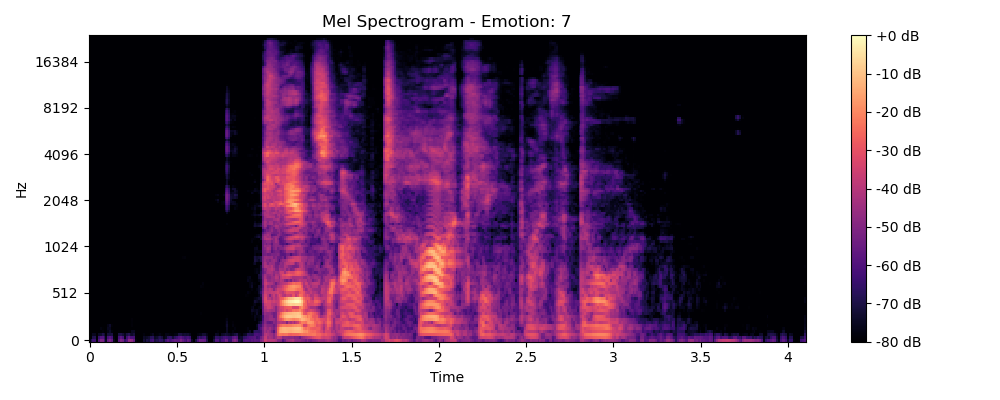 Mel Spectrogram - Emotion: 7
Hz
16384
8192
4096
2048
1024
512
0
0 0.5 1 1.5 2 2.5 3 3.5 4
Time
+0 dB
-10 dB
-20 dB
-30 dB
-40 dB
-50 dB
-60 dB
-70 dB
-80 dB